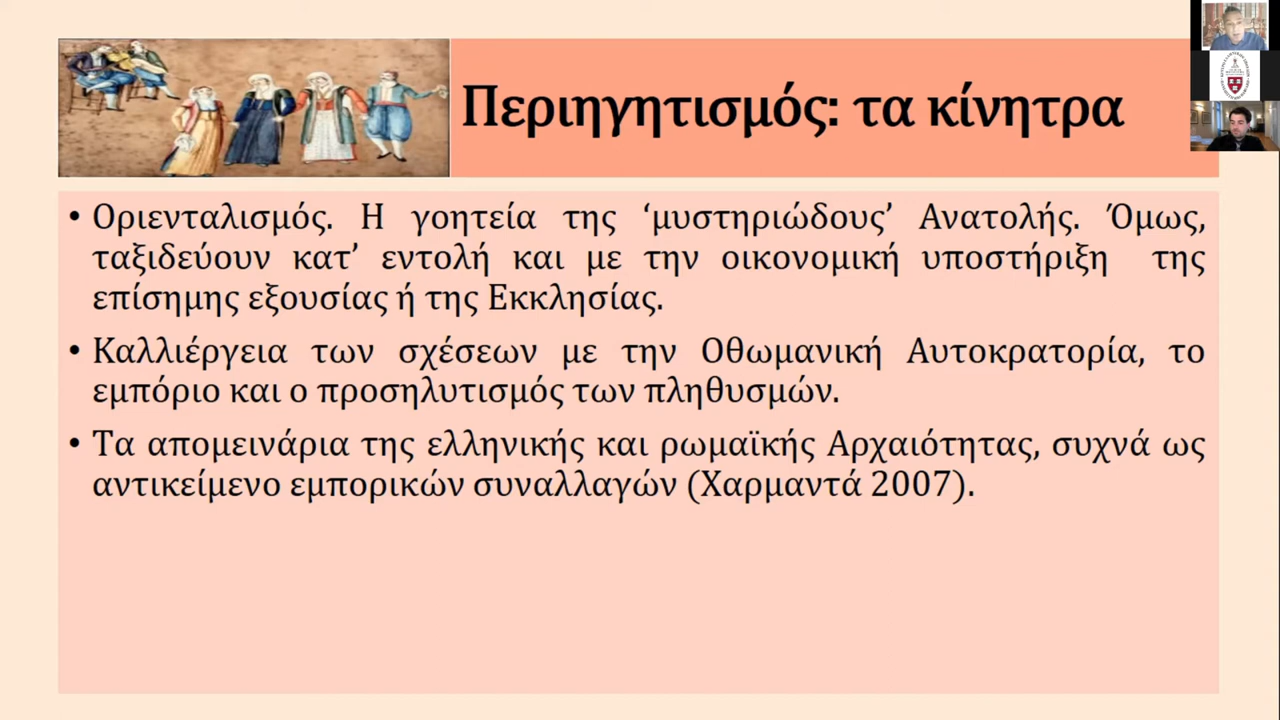 Περιηγητισμός: τα κίνητρα
• Οριενταλισμός. Η γοητεία της ‘μυστηριώδους’ Ανατολής. Όμως,
ταξιδεύουν κατ’ εντολή και με την οικονομική υποστήριξη της
επίσημης εξουσίας ή της Εκκλησίας.
• Καλλιέργεια των σχέσεων με την Οθωμανική Αυτοκρατορία, το
εμπόριο και ο προσηλυτισμός των πληθυσμών.
• Τα απομεινάρια της ελληνικής και ρωμαϊκής Αρχαιότητας, συχνά ως
αντικείμενο εμπορικών συναλλαγών (Χαρμαντά 2007).